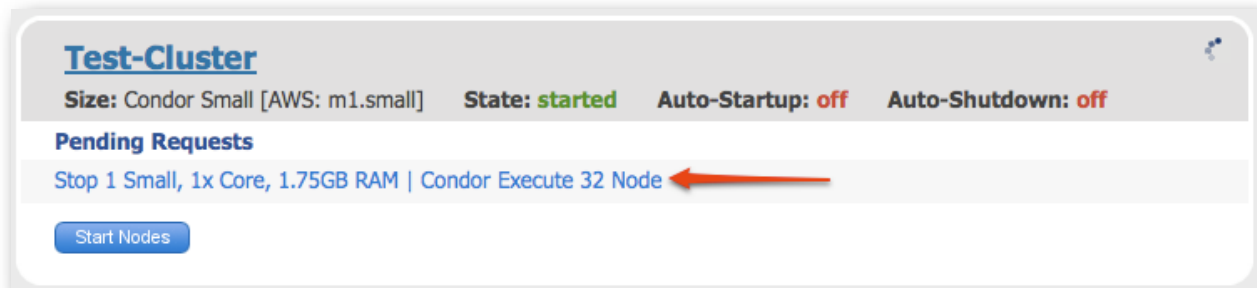 Test-Cluster
Size: Condor Small [AWS: m1.small] State: started Auto-Startup: off Auto-Shutdown: off
Pending Requests
Stop 1 Small, 1x Core, 1.75GB RAM | Condor Execute 32 Node
Start Nodes